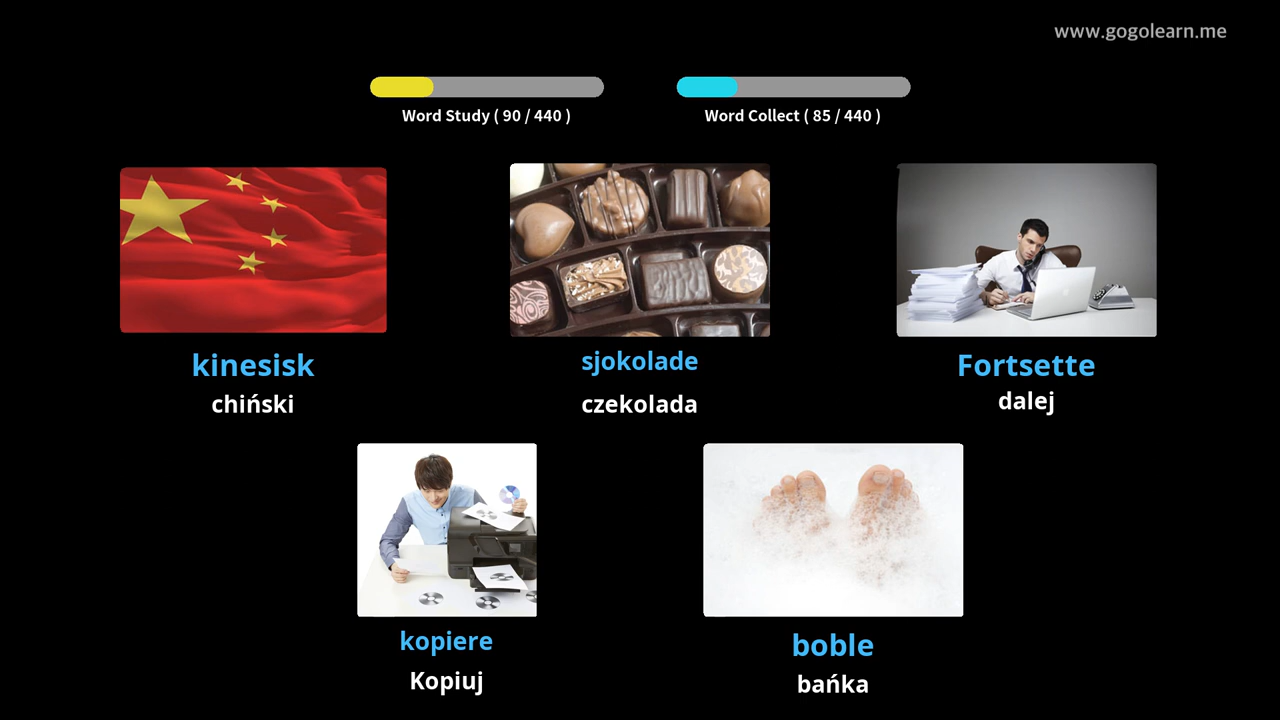 www.gogolearn.me
Word Study ( 90 / 440 )
Word Collect ( 85 / 440 )
kinesisk
chiński
sjokolade
czekolada
Fortsette
dalej
kopiere
Kopiuj
boble
bańka